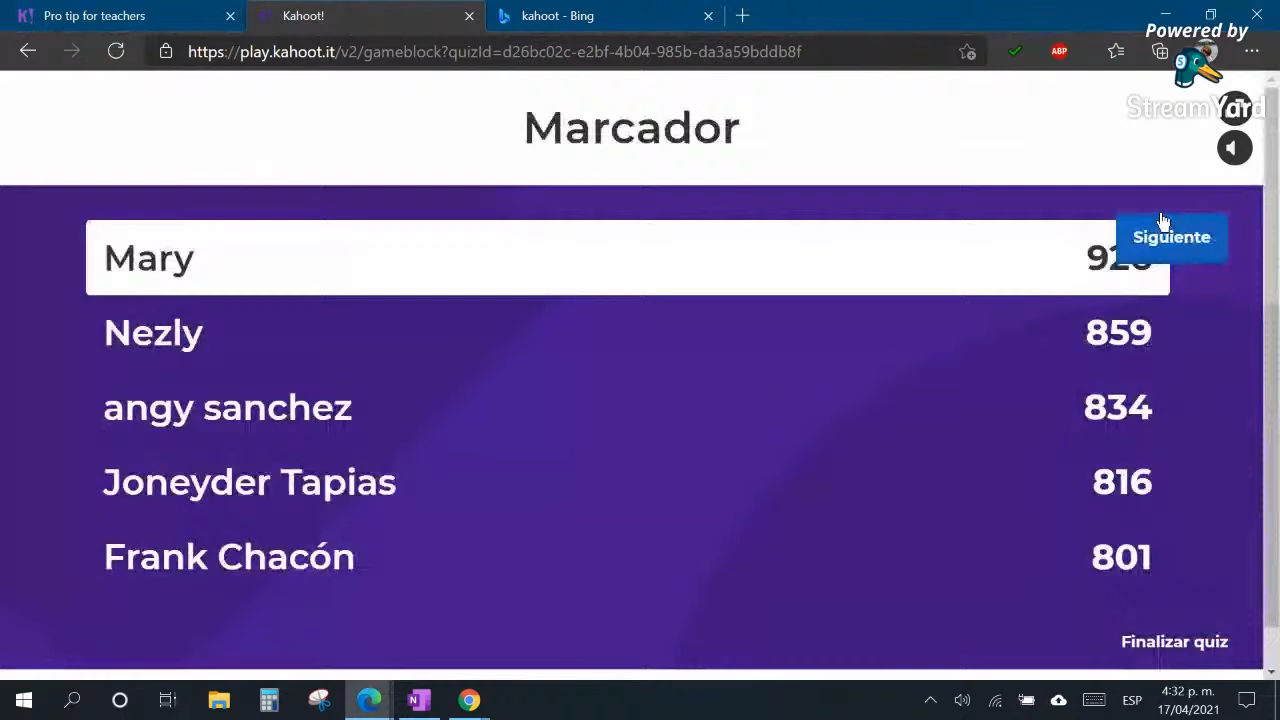 Pro tip for teachers
Kahoot!
kahoot - Bing
https://play.kahoot.it/v2/gameblock?quizId=d26bc02c-e2bf-4b04-985b-da3a59bddb8f
ABP
Powered by
StreamYard
Marcador
Siguiente
Mary
Nezly 859
angy sanchez 834
Joneyder Tapias 816
Frank Chacón 801
Finalizar quiz
ESP
4:32 p. m.
17/04/2021